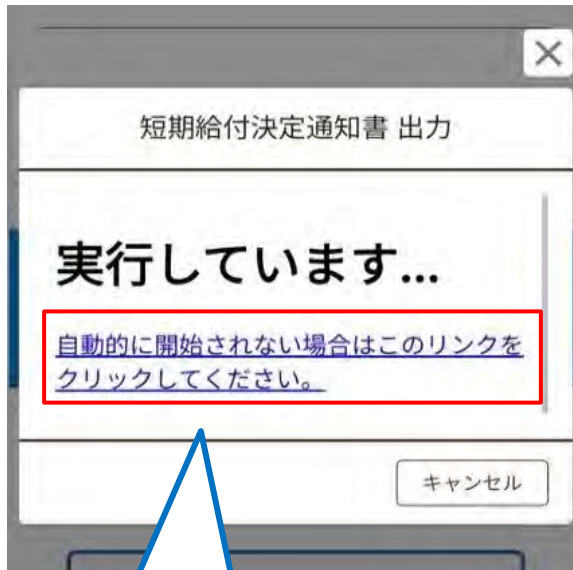 短期給付決定通知書 出力
実行しています...
自動的に開始されない場合はこのリンクを
クリックしてください。
キャンセル